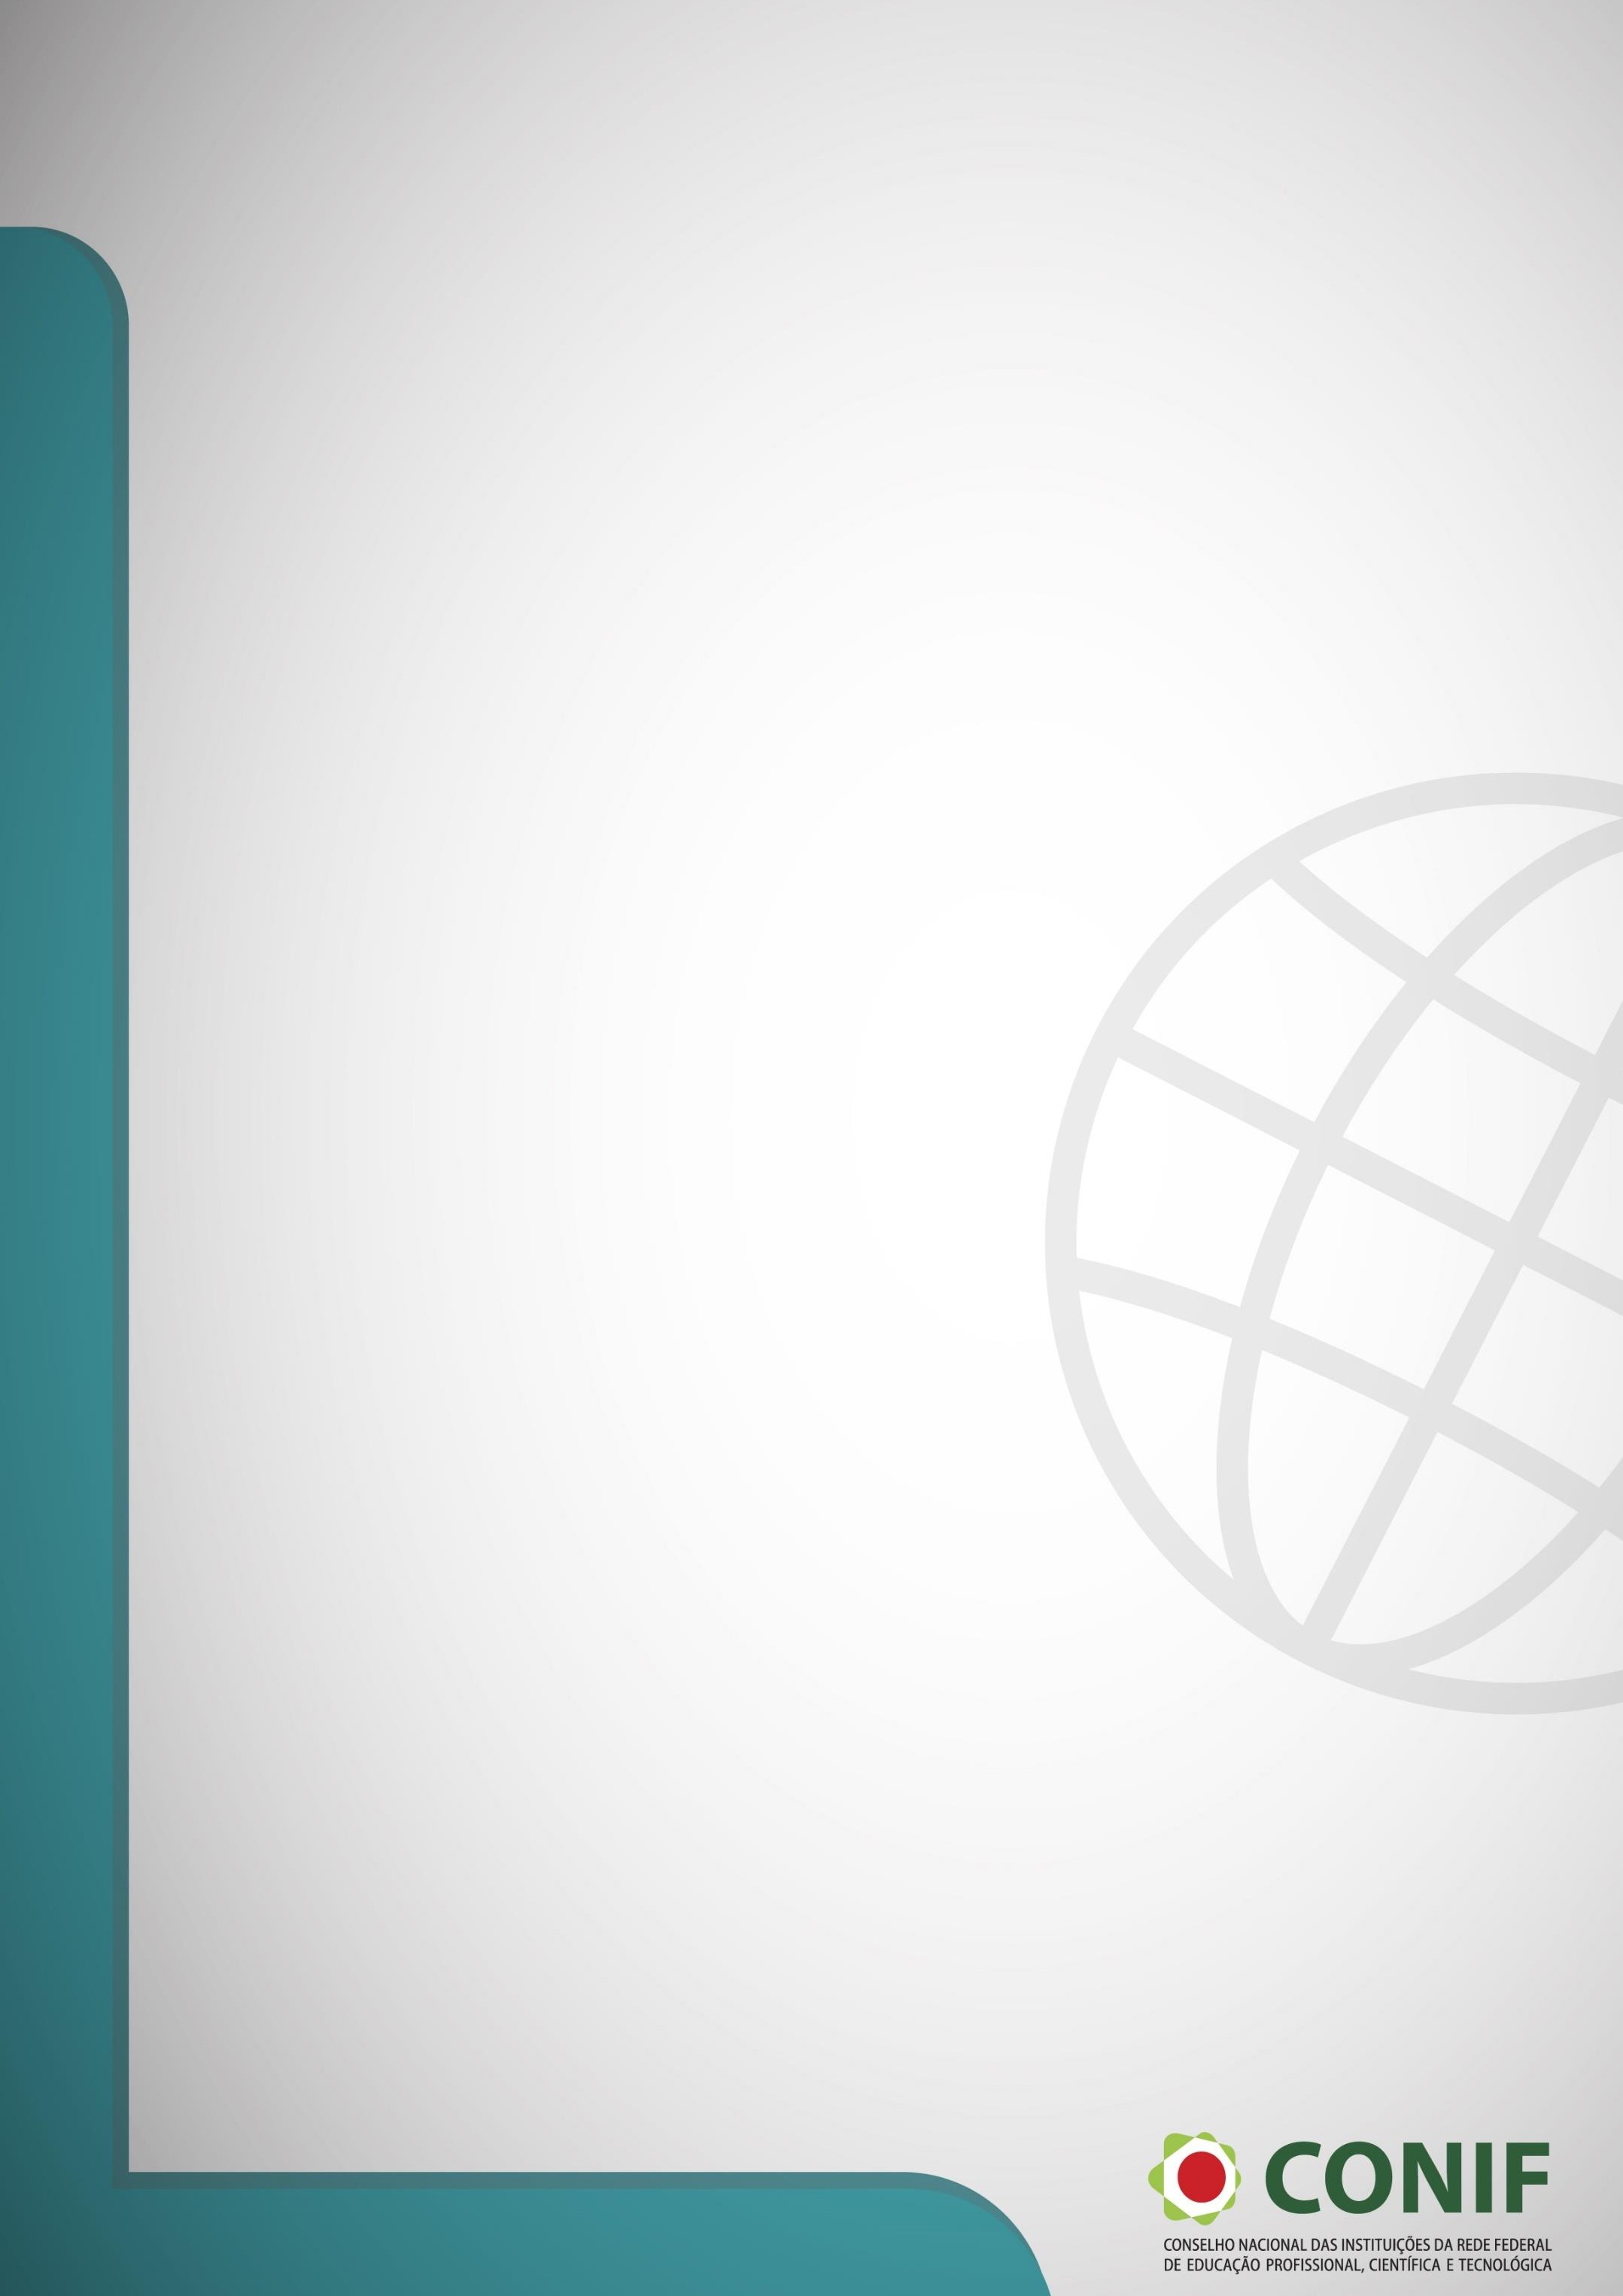 CONIF
CONSELHO NACIONAL DAS INSTITUIÇÕES DA REDE FEDERAL
DE EDUCAÇÃO PROFISSIONAL, CIENTÍFICA E TECNOLÓGICA